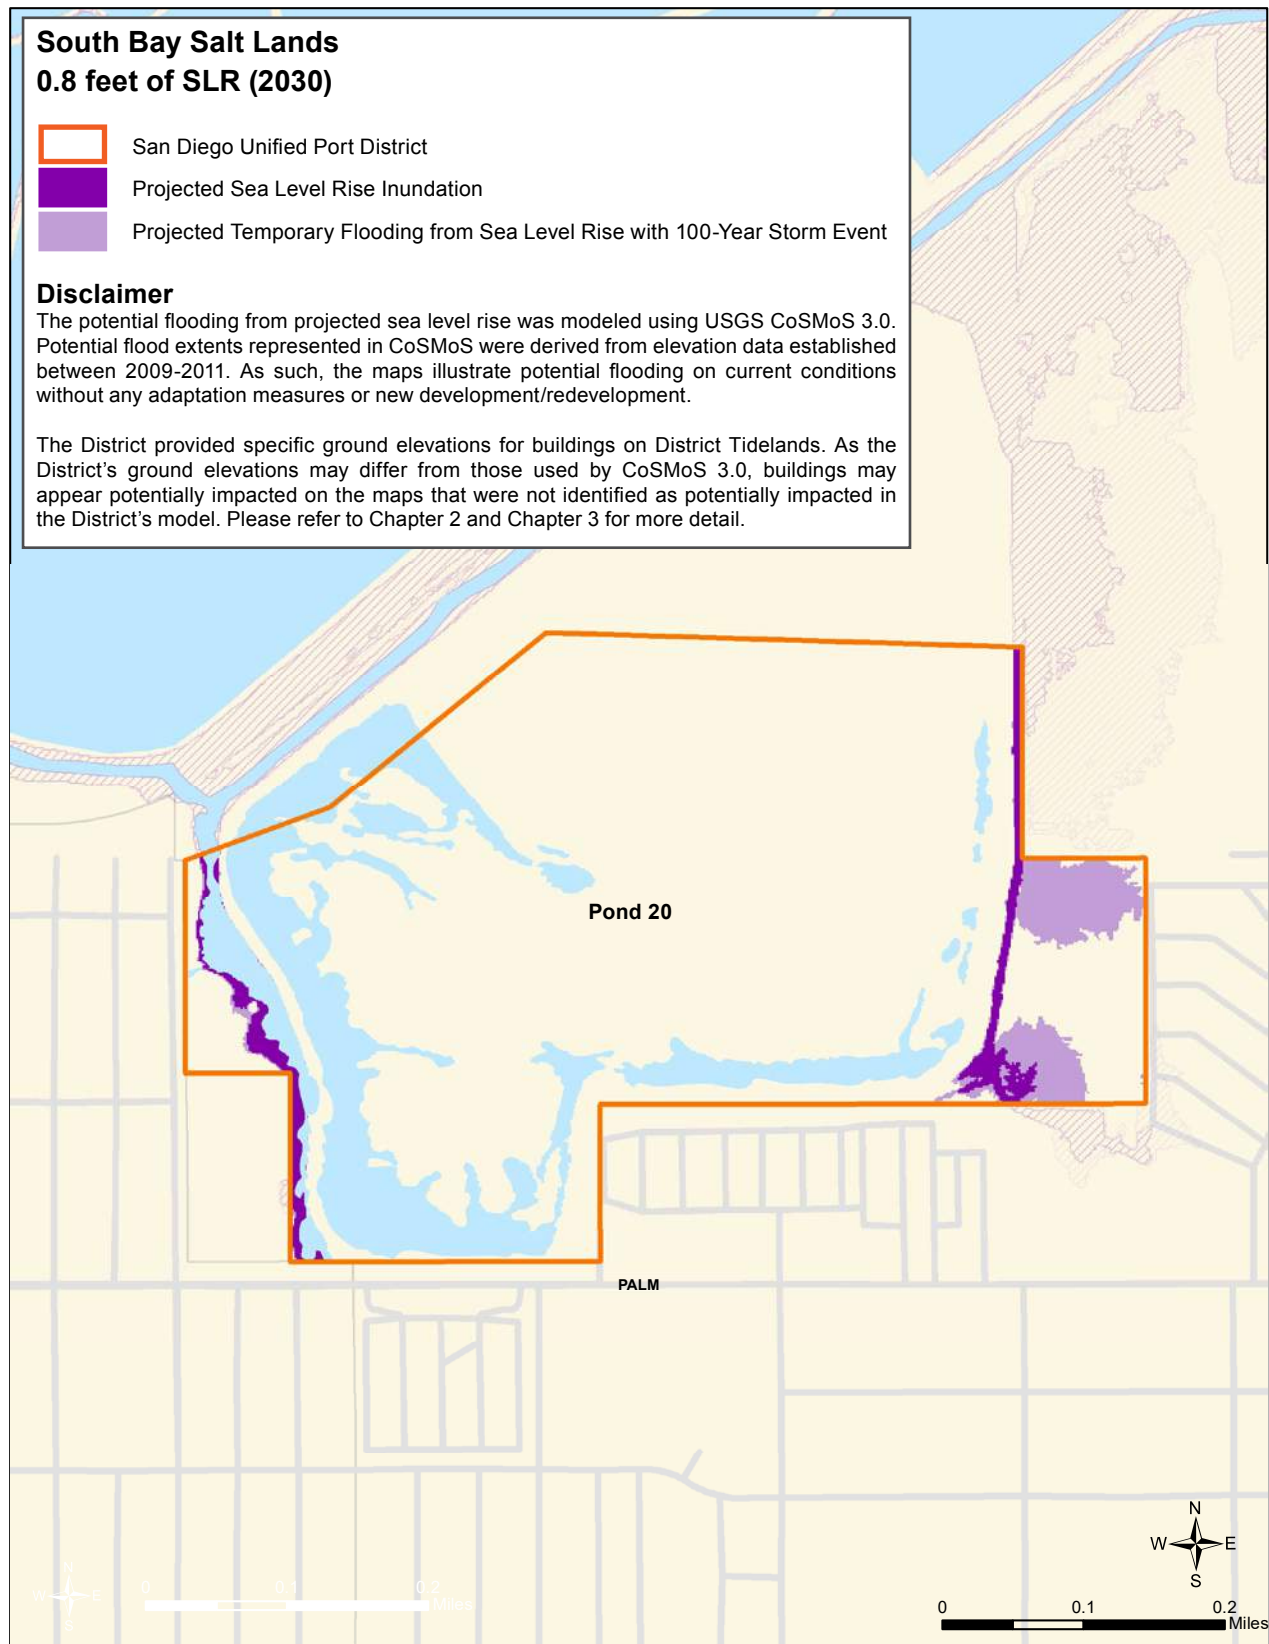 South Bay Salt Lands
0.8 feet of SLR (2030)
San Diego Unified Port District
Projected Sea Level Rise Inundation
Projected Temporary Flooding from Sea Level Rise with 100-Year Storm Event
Disclaimer
The potential flooding from projected sea level rise was modeled using USGS CoSMoS 3.0.
Potential flood extents represented in CoSMoS were derived from elevation data established
between 2009-2011. As such, the maps illustrate potential flooding on current conditions
without any adaptation measures or new development/redevelopment.
The District provided specific ground elevations for buildings on District Tidelands. As the
District's ground elevations may differ from those used by CoSMoS 3.0, buildings may
appear potentially impacted on the maps that were not identified as potentially impacted in
the District's model. Please refer to Chapter 2 and Chapter 3 for more detail.
Pond 20
PALM
N
W E
S
N
W E
S
0 0.1 0.2
Miles
0 0.1 0.2
Miles